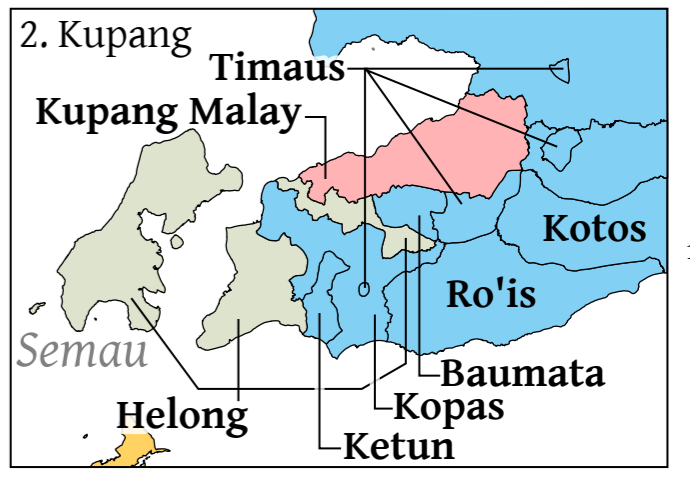 2. Kupang
Timaus
Kupang Malay
Kotos
Ro'is
Semau
Baumata
Kopas
Helong
Ketun